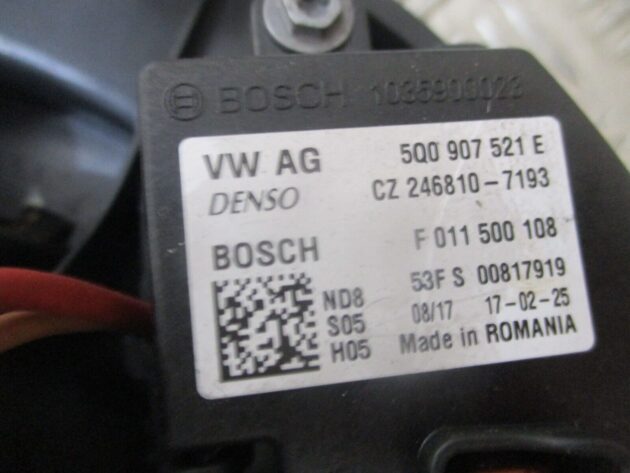 BOSCH 1035900023
VW AG 5Q0 907 521 E
DENSO CZ 246810-7193
BOSCH F 011 500 108
53F S 00817919
ND8
S05 08/17 17-02-25
H05 Made in ROMANIA